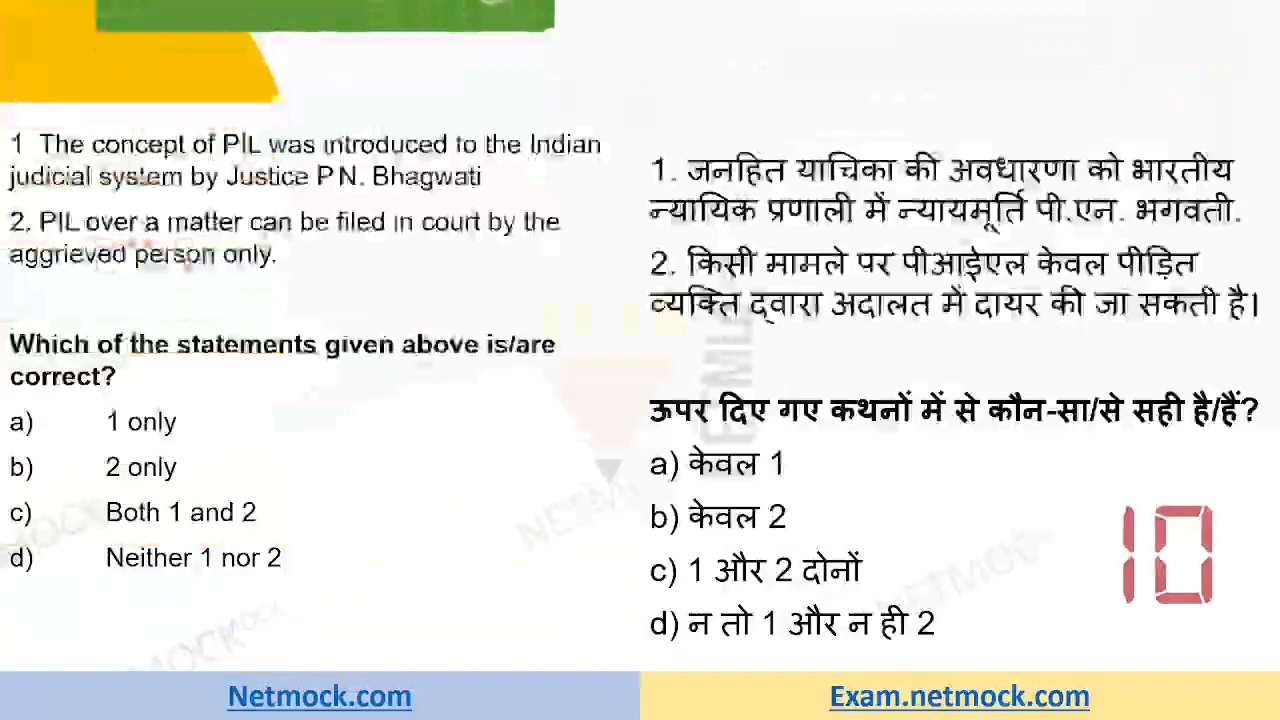 1 The concept of PIL was introduced to the Indian
judicial system by Justice P N. Bhagwati
2. PIL over a matter can be filed in court by the
aggrieved person only.
Which of the statements given above is/are
correct?
a) 1 only
b) 2 only
c) Both 1 and 2
d) Neither 1 nor 2
1. जनहित याचिका की अवधारणा को भारतीय
न्यायिक प्रणाली में न्यायमूर्ति पी.एन. भगवती.
2. किसी मामले पर पीआईएल केवल पीड़ित
व्यक्ति द्वारा अदालत में दायर की जा सकती है।
ऊपर दिए गए कथनों में से कौन-सा/से सही है/हैं?
a) केवल 1
b) केवल 2
c) 1 और 2 दोनों
d) न तो 1 और न ही 2
10
NETMOCK
NETMOCK
Netmock.com
Exam.netmock.com